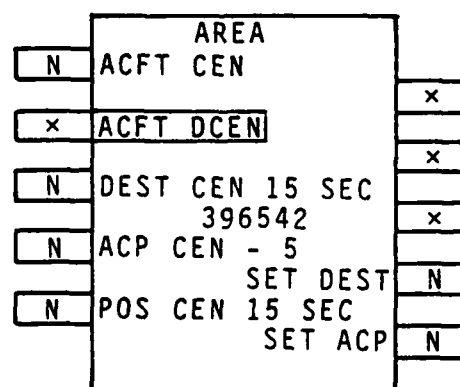 AREA
N ACFT CEN
×
× ACFT DCEN
×
N DEST CEN 15 SEC
396542 ×
N ACP CEN - 5
SET DEST N
N POS CEN 15 SEC
SET ACP N